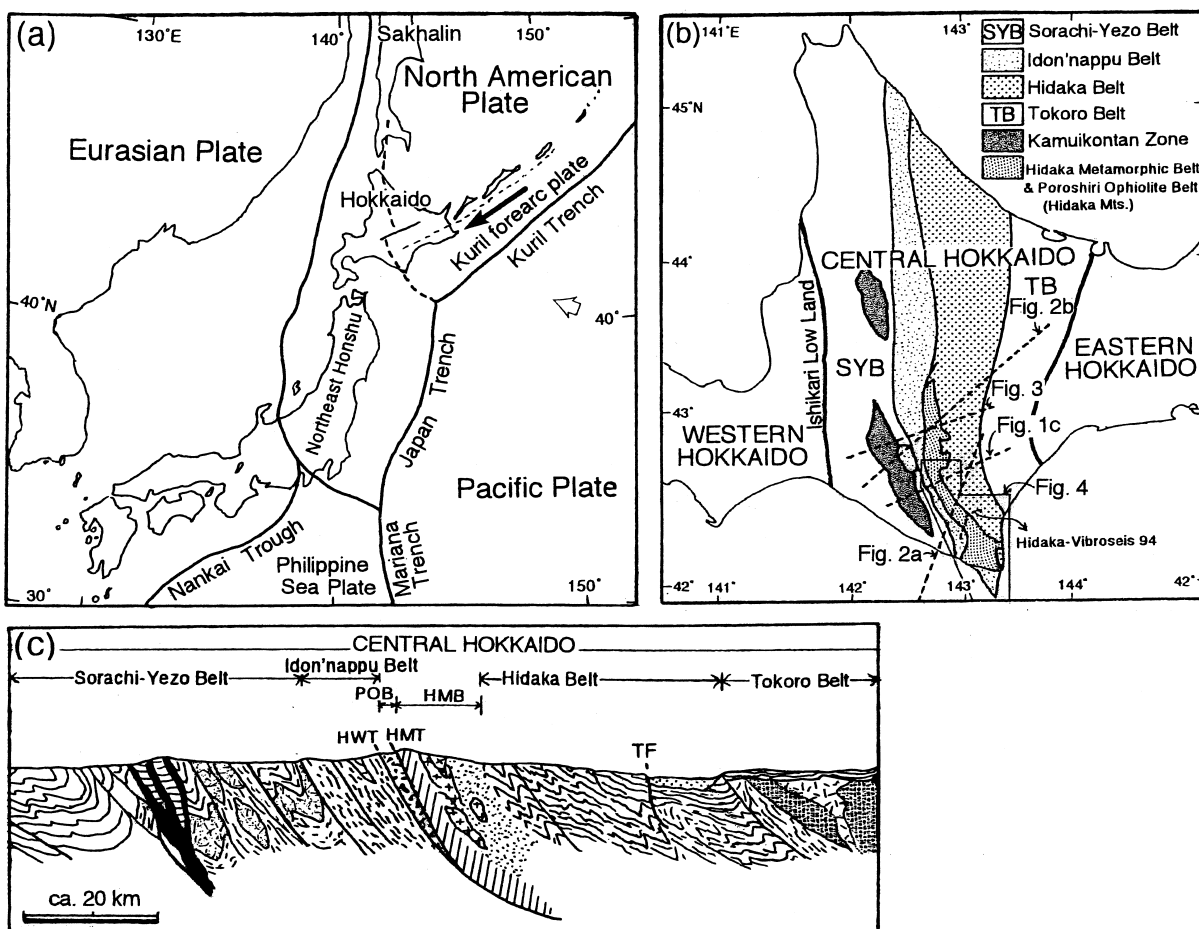 (a)
130°E
140°
150°
Sakhalin
North American
Plate
Eurasian Plate
Hokkaido
Kuril forearc plate
Kuril Trench
40°N
40°
Northeast Honshu
Japan Trench
Pacific Plate
Nankai Trough
Philippine
Sea Plate
Mariana
Trench
30°
150°
(b)
141°E
142°
143°
SYB Sorachi-Yezo Belt
Idon'nappu Belt
Hidaka Belt
TB Tokoro Belt
Kamuikontan Zone
Hidaka Metamorphic Belt
& Poroshiri Ophiolite Belt
(Hidaka Mts.)
45°N
44°
44°
CENTRAL HOKKAIDO
TB
Fig. 2b
Ishikari Low Land
SYB
EASTERN
HOKKAIDO
Fig. 3
43°
43°
Fig. 1c
WESTERN
HOKKAIDO
Fig. 4
Hidaka-Vibroseis 94
Fig. 2a
42°
141°
142°
143°
144°
42°
(c)
CENTRAL HOKKAIDO
Sorachi-Yezo Belt
Idon'nappu Belt
Hidaka Belt
Tokoro Belt
POB
HMB
HWT
HMT
TF
ca. 20 km